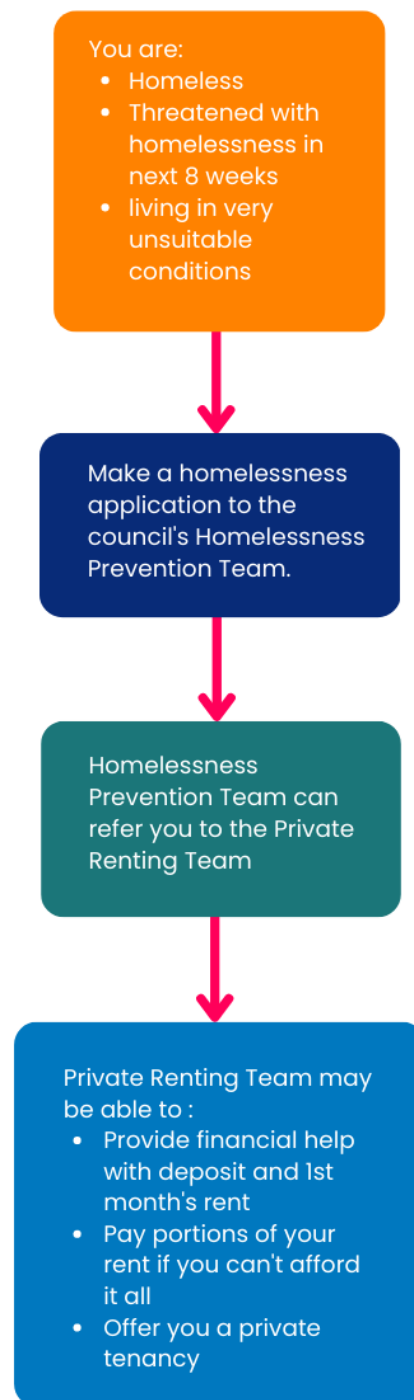 You are:
• Homeless
• Threatened with
homelessness in
next 8 weeks
• living in very
unsuitable
conditions
Make a homelessness
application to the
council's Homelessness
Prevention Team.
Homelessness
Prevention Team can
refer you to the Private
Renting Team
Private Renting Team may
be able to :
• Provide financial help
with deposit and 1st
month's rent
• Pay portions of your
rent if you can't afford
it all
• Offer you a private
tenancy